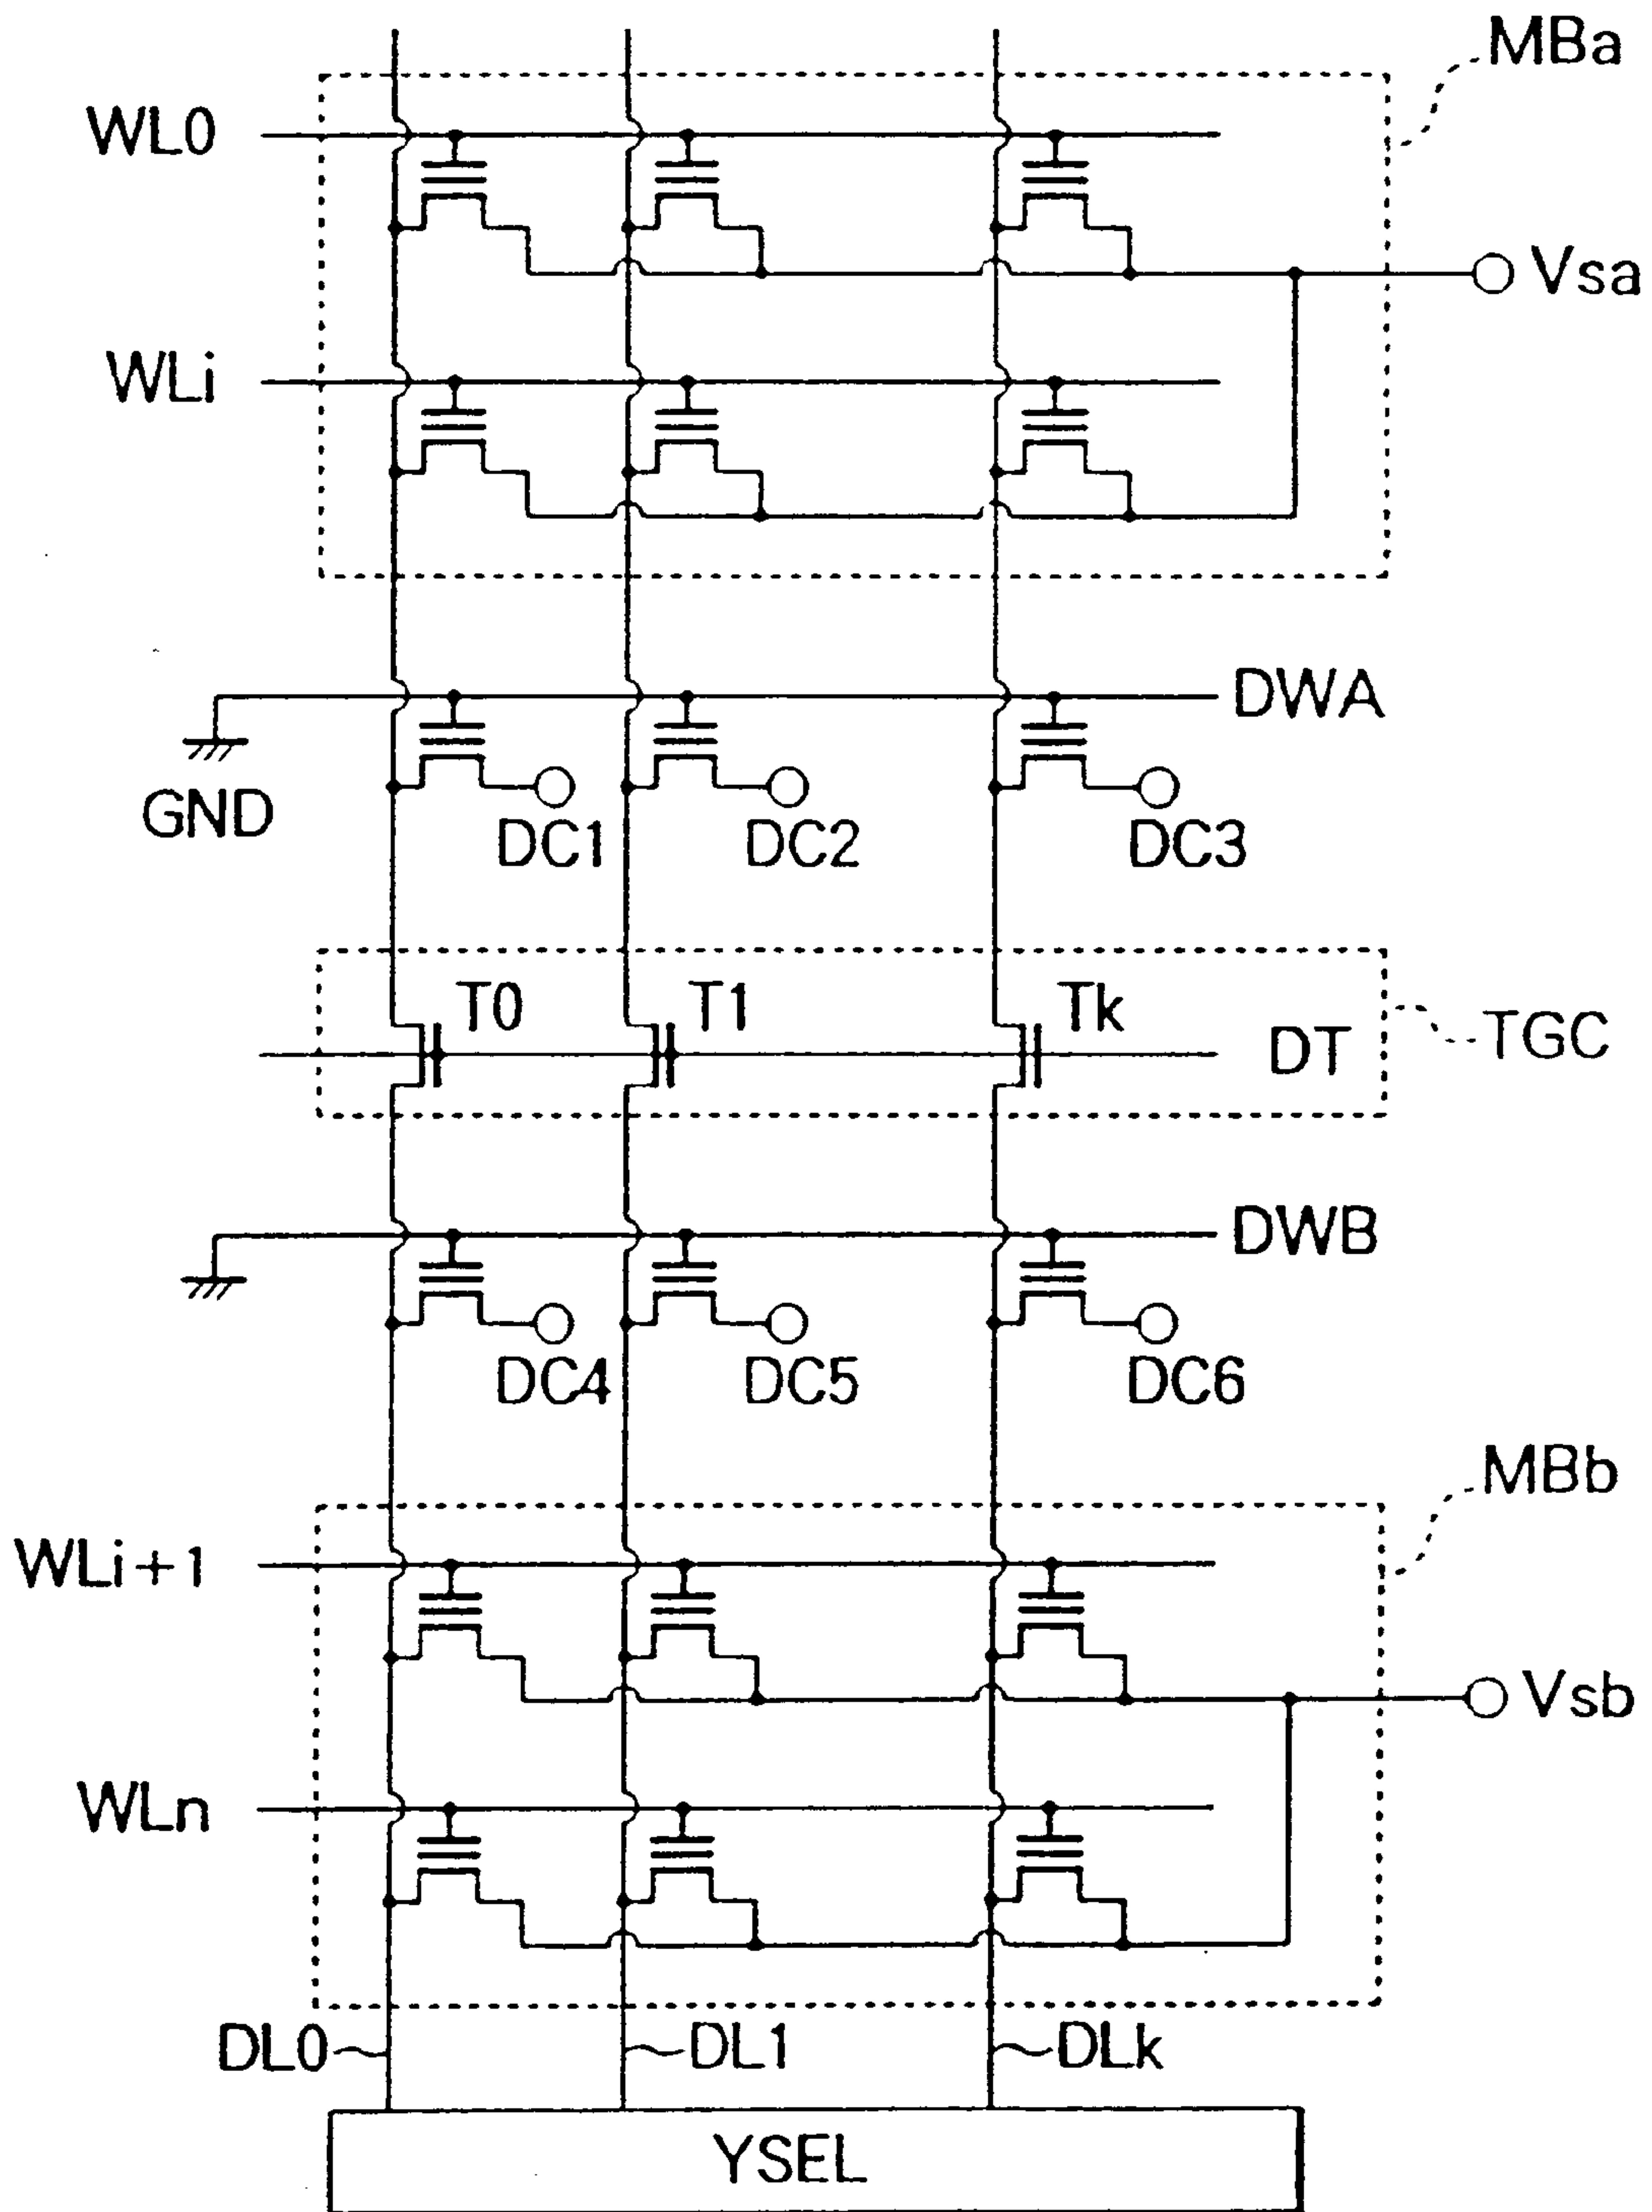 MBa
WL0
Vsa
WLi
DWA
GND
DC1 DC2 DC3
T0 T1 Tk
DT TGC
DWB
DC4 DC5 DC6
MBb
WLi+1
Vsb
WLn
DL0 DL1 DLk
YSEL